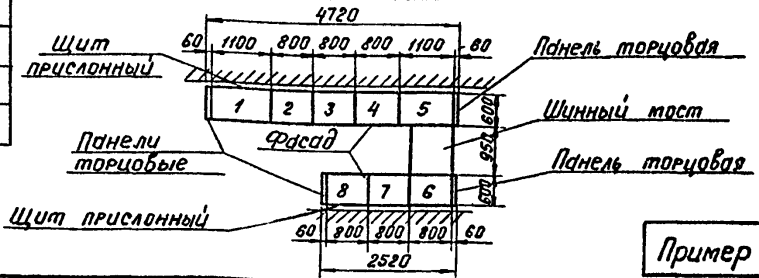 4720
60 1100 800 800 800 1100 60
Щит
прислонный
Панель торцовая
1 2 3 4 5
600
Шинный мост
Фасад
950
Панели
торцовые
Панель торцовая
8 7 6
600
Щит прислонный
60 800 800 800 60
2520
Пример